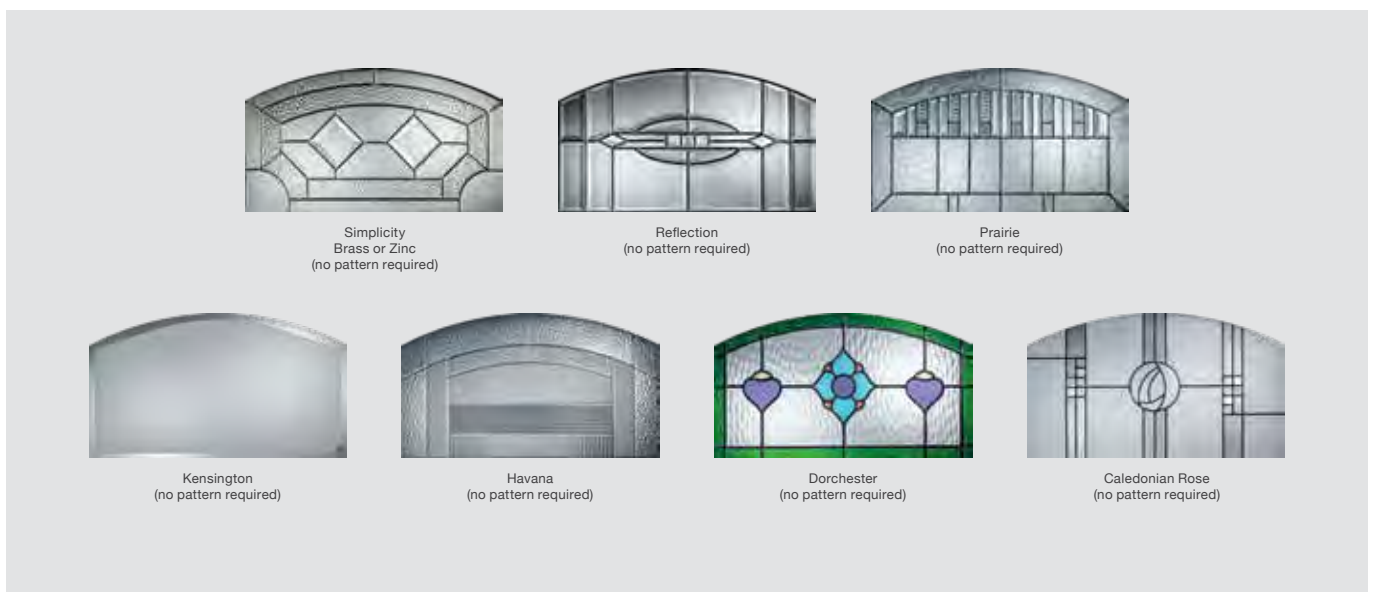 Simplicity
Brass or Zinc
(no pattern required)
Reflection
(no pattern required)
Prairie
(no pattern required)
Kensington
(no pattern required)
Havana
(no pattern required)
Dorchester
(no pattern required)
Caledonian Rose
(no pattern required)